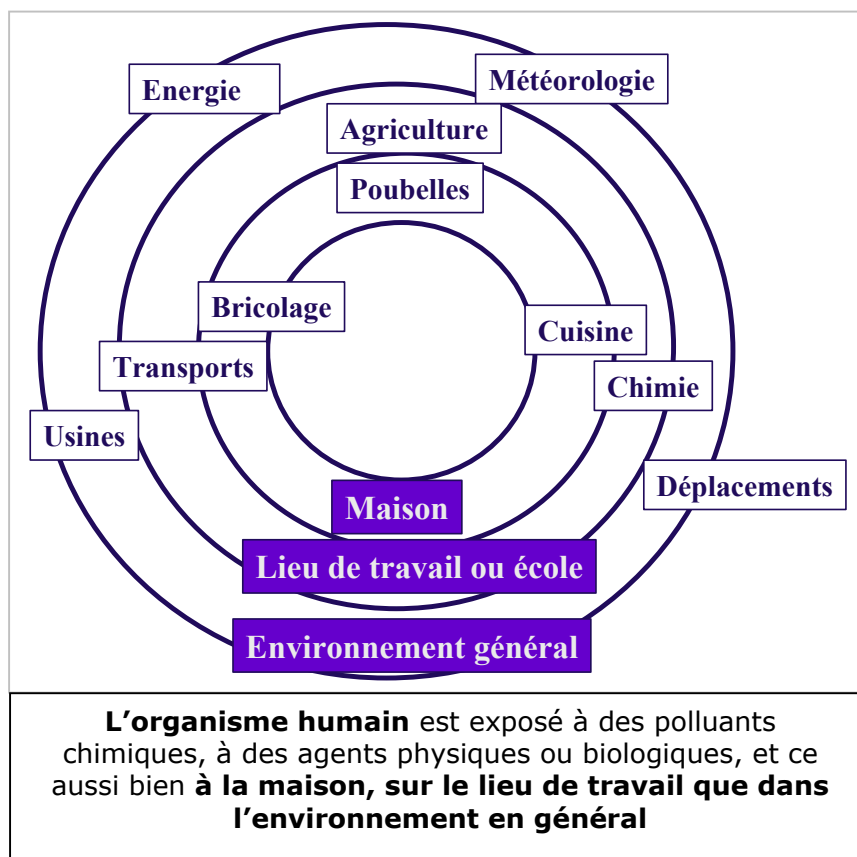 Energie
Météorologie
Agriculture
Poubelles
Bricolage
Cuisine
Transports
Chimie
Usines
Déplacements
Maison
Lieu de travail ou école
Environnement général
L’organisme humain est exposé à des polluants
chimiques, à des agents physiques ou biologiques, et ce
aussi bien à la maison, sur le lieu de travail que dans
l’environnement en général